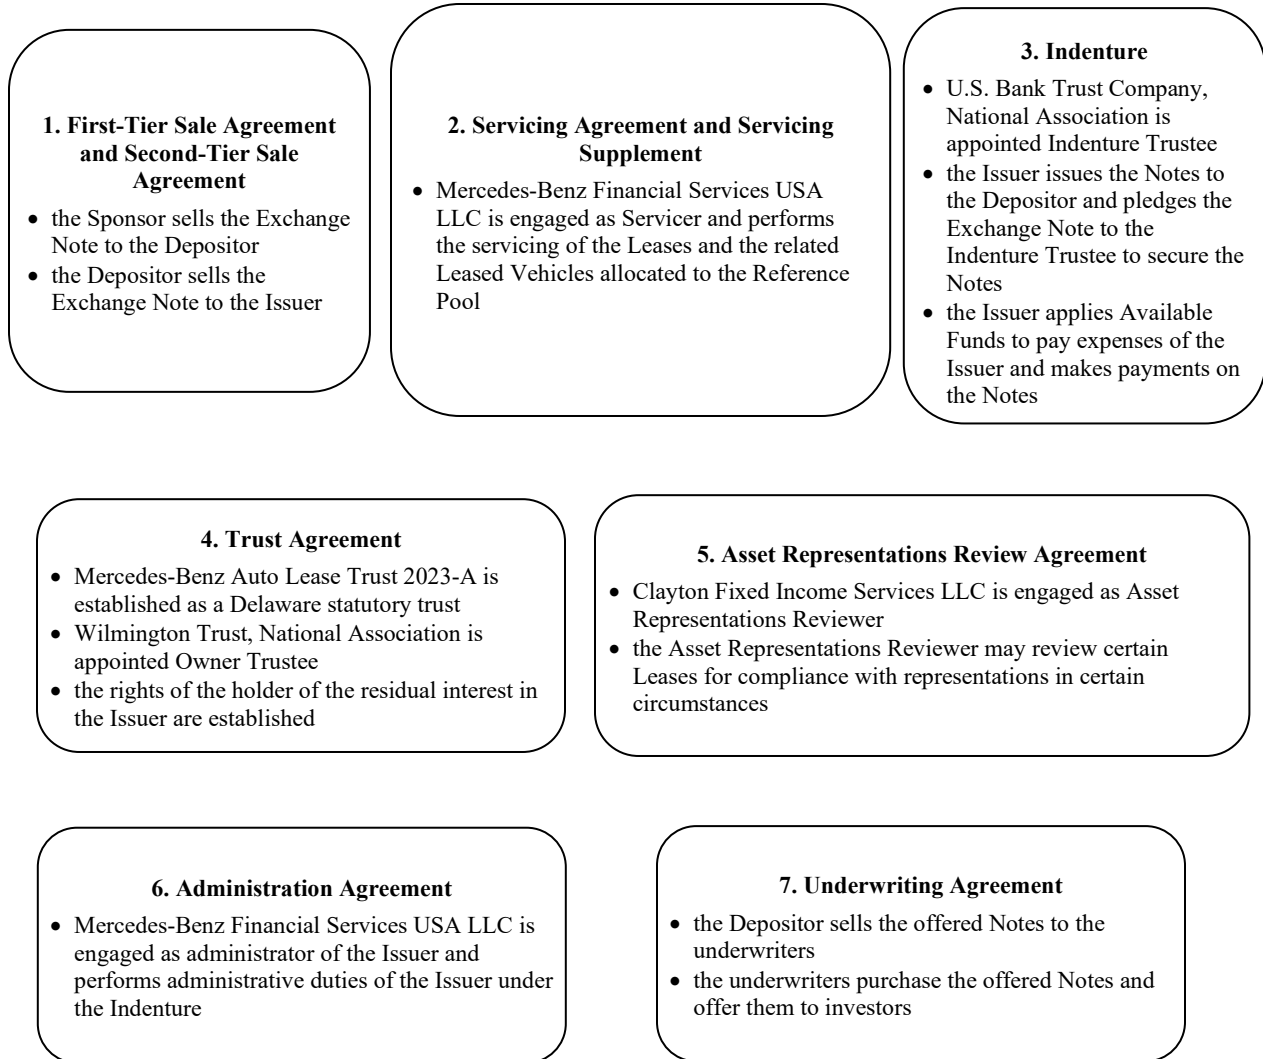 1. First-Tier Sale Agreement
and Second-Tier Sale
Agreement
• the Sponsor sells the Exchange
Note to the Depositor
• the Depositor sells the
Exchange Note to the Issuer
2. Servicing Agreement and Servicing
Supplement
• Mercedes-Benz Financial Services USA
LLC is engaged as Servicer and performs
the servicing of the Leases and the related
Leased Vehicles allocated to the Reference
Pool
3. Indenture
• U.S. Bank Trust Company,
National Association is
appointed Indenture Trustee
• the Issuer issues the Notes to
the Depositor and pledges the
Exchange Note to the
Indenture Trustee to secure the
Notes
• the Issuer applies Available
Funds to pay expenses of the
Issuer and makes payments on
the Notes
4. Trust Agreement
• Mercedes-Benz Auto Lease Trust 2023-A is
established as a Delaware statutory trust
• Wilmington Trust, National Association is
appointed Owner Trustee
• the rights of the holder of the residual interest in
the Issuer are established
5. Asset Representations Review Agreement
• Clayton Fixed Income Services LLC is engaged as Asset
Representations Reviewer
• the Asset Representations Reviewer may review certain
Leases for compliance with representations in certain
circumstances
6. Administration Agreement
• Mercedes-Benz Financial Services USA LLC is
engaged as administrator of the Issuer and
performs administrative duties of the Issuer under
the Indenture
7. Underwriting Agreement
• the Depositor sells the offered Notes to the
underwriters
• the underwriters purchase the offered Notes and
offer them to investors